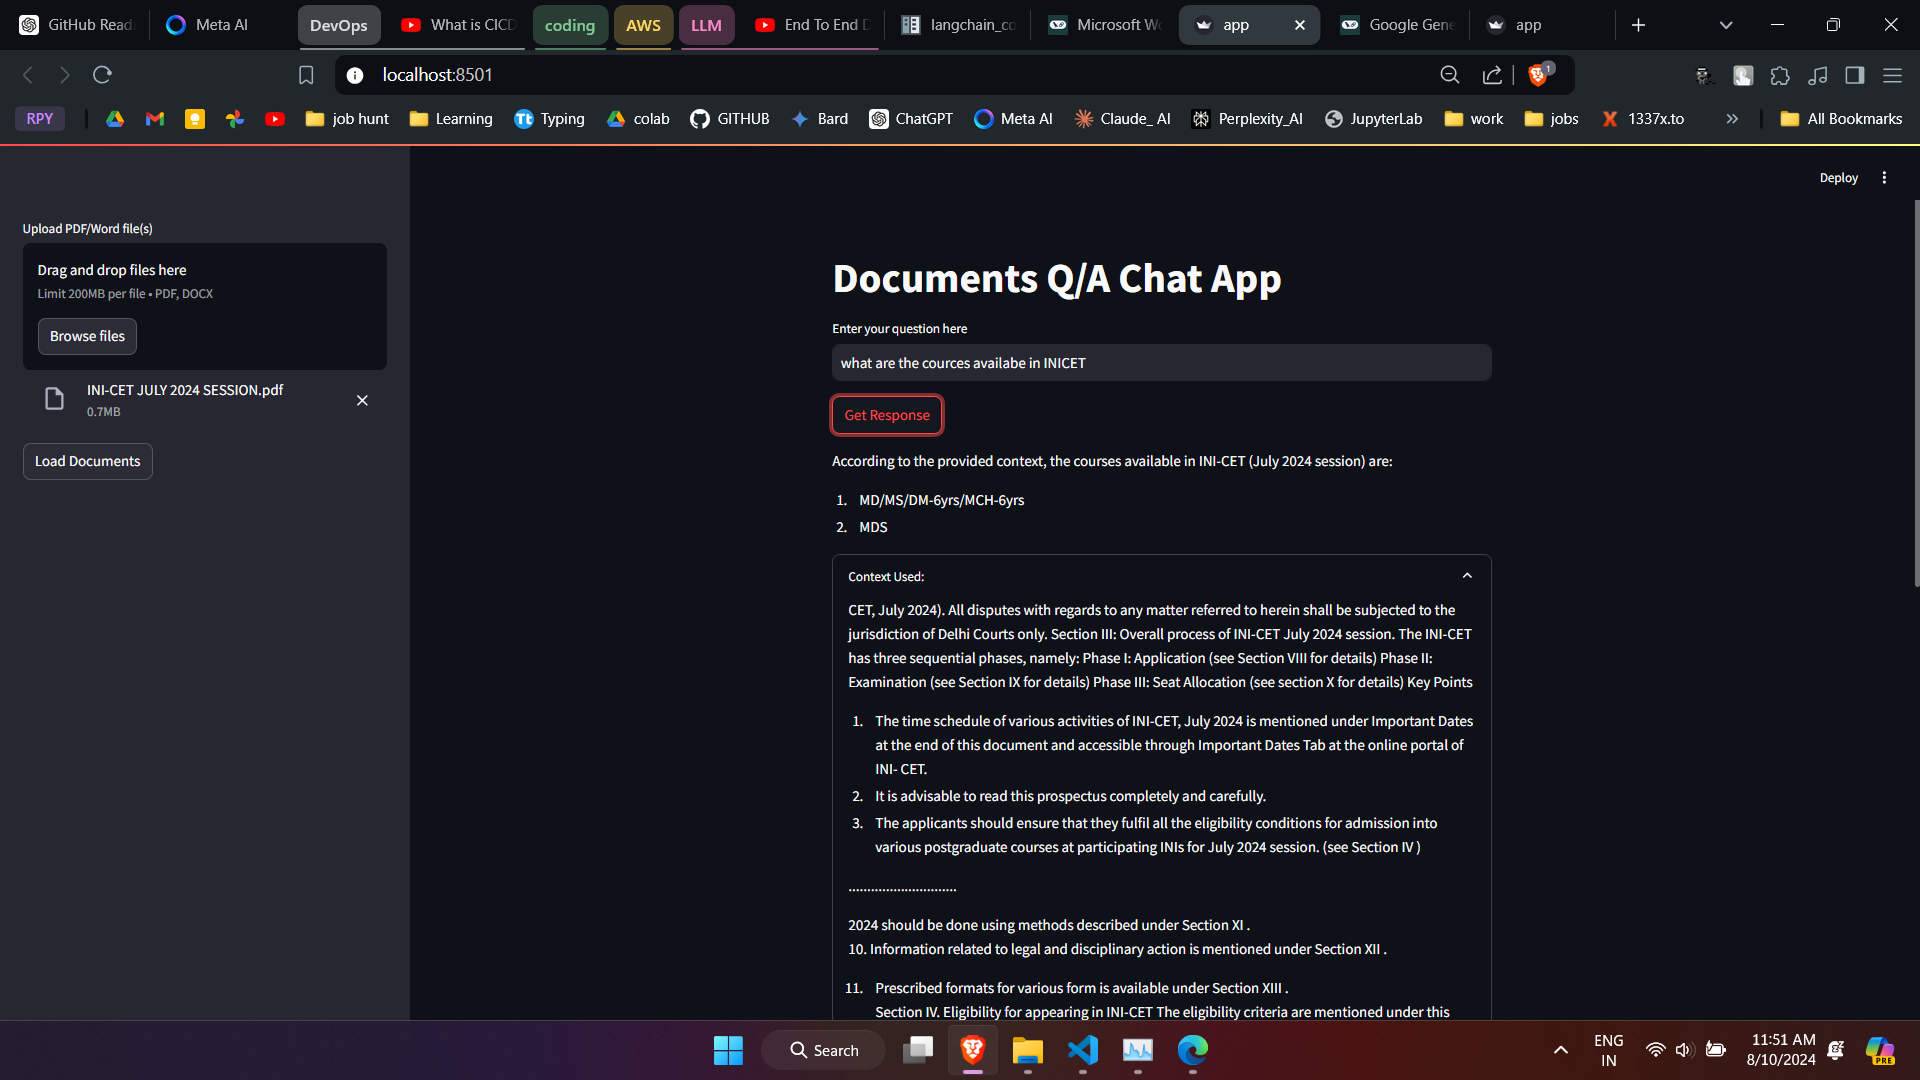 GitHub Read
Meta AI
DevOps
What is CICD
coding
AWS
LLM
End To End D
langchain_co
Microsoft Wo
app
Google Gene
app
localhost:8501
1
RPY
job hunt
Learning
Typing
colab
GITHUB
Bard
ChatGPT
Meta AI
Claude_ AI
Perplexity_AI
JupyterLab
work
jobs
1337x.to
All Bookmarks
Deploy
Upload PDF/Word file(s)
Drag and drop files here
Limit 200MB per file • PDF, DOCX
Browse files
INI-CET JULY 2024 SESSION.pdf
0.7MB
Load Documents
Documents Q/A Chat App
Enter your question here
what are the cources availabe in INICET
Get Response
According to the provided context, the courses available in INI-CET (July 2024 session) are:
1. MD/MS/DM-6yrs/MCH-6yrs
2. MDS
Context Used:
CET, July 2024). All disputes with regards to any matter referred to herein shall be subjected to the
jurisdiction of Delhi Courts only. Section III: Overall process of INI-CET July 2024 session. The INI-CET
has three sequential phases, namely: Phase I: Application (see Section VIII for details) Phase II:
Examination (see Section IX for details) Phase III: Seat Allocation (see section X for details) Key Points
1. The time schedule of various activities of INI-CET, July 2024 is mentioned under Important Dates
at the end of this document and accessible through Important Dates Tab at the online portal of
INI- CET.
2. It is advisable to read this prospectus completely and carefully.
3. The applicants should ensure that they fulfil all the eligibility conditions for admission into
various postgraduate courses at participating INIs for July 2024 session. (see Section IV )
.............................
2024 should be done using methods described under Section XI .
10. Information related to legal and disciplinary action is mentioned under Section XII .
11. Prescribed formats for various form is available under Section XIII .
Section IV. Eligibility for appearing in INI-CET The eligibility criteria are mentioned under this
Search
ENG
IN
11:51 AM
8/10/2024
PRE